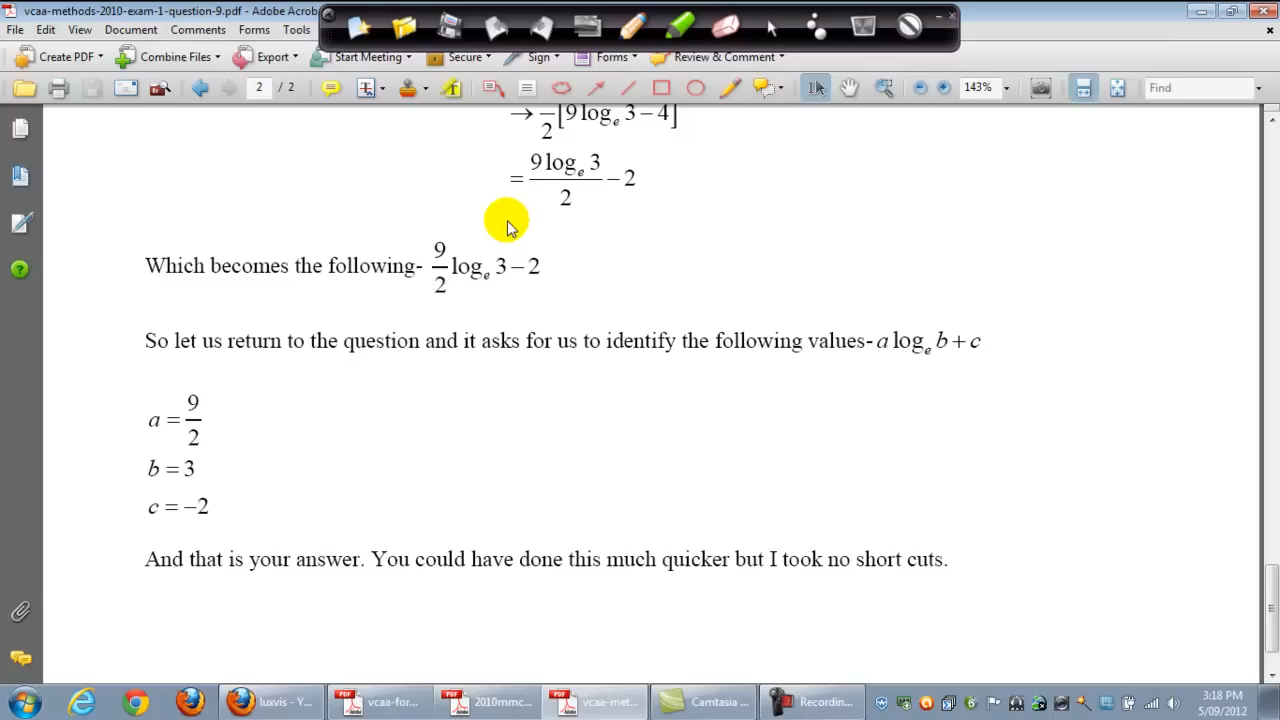 vcaa-methods-2010-exam-1-question-9.pdf - Adobe Acrob
File Edit View Document Comments Forms Tools
Create PDF Combine Files Export Start Meeting Secure Sign Forms Review & Comment
2 / 2 143% Find
→ 1/2 [9 logₑ 3 − 4]
= 9 logₑ 3 / 2 − 2
Which becomes the following- 9/2 logₑ 3 − 2
So let us return to the question and it asks for us to identify the following values- a logₑ b + c
a = 9/2
b = 3
c = −2
And that is your answer. You could have done this much quicker but I took no short cuts.
luxvis - Y... vcaa-for... 2010mmc... vcaa-met... Camtasia ... Recordin... 3:18 PM
5/09/2012